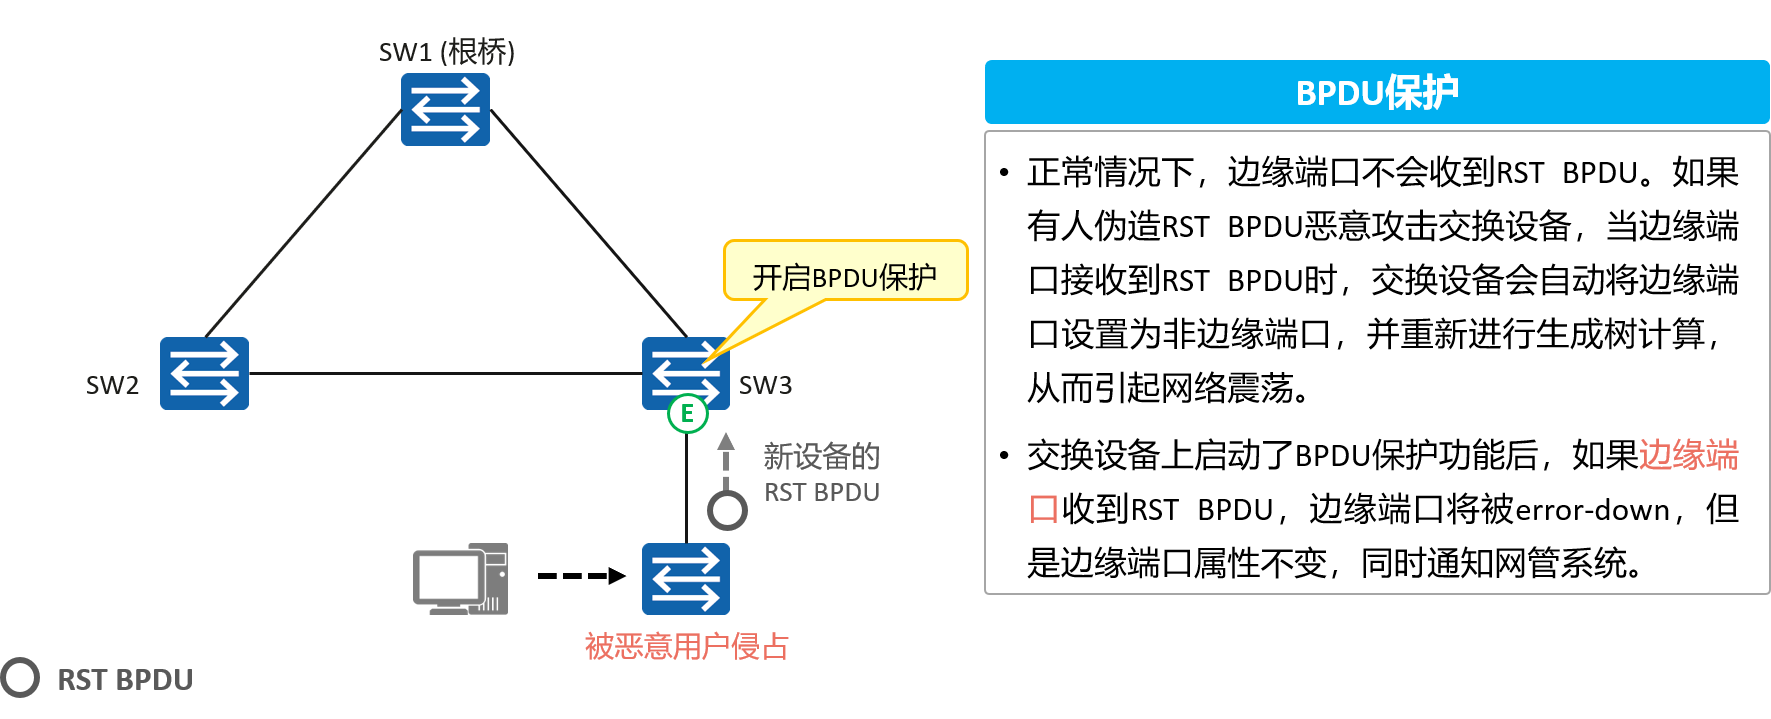 SW1 (根桥)
开启BPDU保护
SW2
SW3
E
新设备的
RST BPDU
被恶意用户侵占
RST BPDU
BPDU保护
• 正常情况下，边缘端口不会收到RST BPDU。如果
有人伪造RST BPDU恶意攻击交换设备，当边缘端
口接收到RST BPDU时，交换设备会自动将边缘端
口设置为非边缘端口，并重新进行生成树计算，
从而引起网络震荡。
• 交换设备上启动了BPDU保护功能后，如果边缘端
口收到RST BPDU，边缘端口将被error-down，但
是边缘端口属性不变，同时通知网管系统。